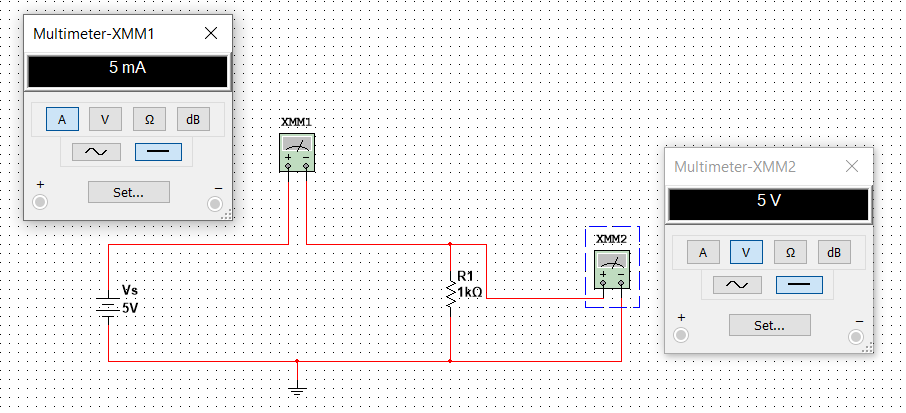 Multimeter-XMM1
5 mA
A V Ω dB
+ Set... −
XMM1
+ −
Vs
5V
R1
1kΩ
XMM2
+ −
Multimeter-XMM2
5 V
A V Ω dB
+ Set... −